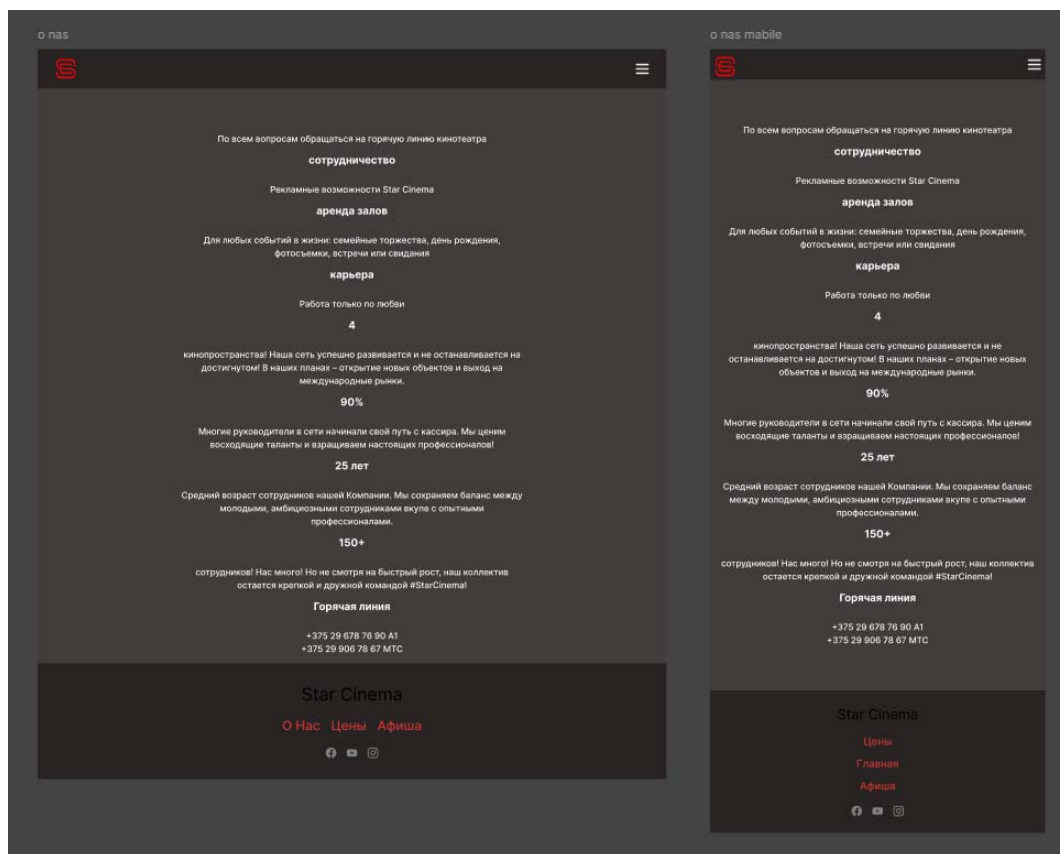 o nas
По всем вопросам обращаться на горячую линию кинотеатра
сотрудничество
Рекламные возможности Star Cinema
аренда залов
Для любых событий в жизни: семейные торжества, день рождения,
фотосъемки, встречи или свидания
карьера
Работа только по любви
4
кинопространства! Наша сеть успешно развивается и не останавливается на
достигнутом! В наших планах – открытие новых объектов и выход на
международные рынки.
90%
Многие руководители в сети начинали свой путь с кассира. Мы ценим
восходящие таланты и взращиваем настоящих профессионалов!
25 лет
Средний возраст сотрудников нашей Компании. Мы сохраняем баланс между
молодыми, амбициозными сотрудниками вкупе с опытными
профессионалами.
150+
сотрудников! Нас много! Но не смотря на быстрый рост, наш коллектив
остается крепкой и дружной командой #StarCinema!
Горячая линия
+375 29 678 76 90 А1
+375 29 906 78 67 МТС
Star Cinema
О Нас Цены Афиша
o nas mabile
По всем вопросам обращаться на горячую линию кинотеатра
сотрудничество
Рекламные возможности Star Cinema
аренда залов
Для любых событий в жизни: семейные торжества, день рождения,
фотосъемки, встречи или свидания
карьера
Работа только по любви
4
кинопространства! Наша сеть успешно развивается и не
останавливается на достигнутом! В наших планах – открытие новых
объектов и выход на международные рынки.
90%
Многие руководители в сети начинали свой путь с кассира. Мы ценим
восходящие таланты и взращиваем настоящих профессионалов!
25 лет
Средний возраст сотрудников нашей Компании. Мы сохраняем баланс
между молодыми, амбициозными сотрудниками вкупе с опытными
профессионалами.
150+
сотрудников! Нас много! Но не смотря на быстрый рост, наш коллектив
остается крепкой и дружной командой #StarCinema!
Горячая линия
+375 29 678 76 90 А1
+375 29 906 78 67 МТС
Star Cinema
Цены
Главная
Афиша